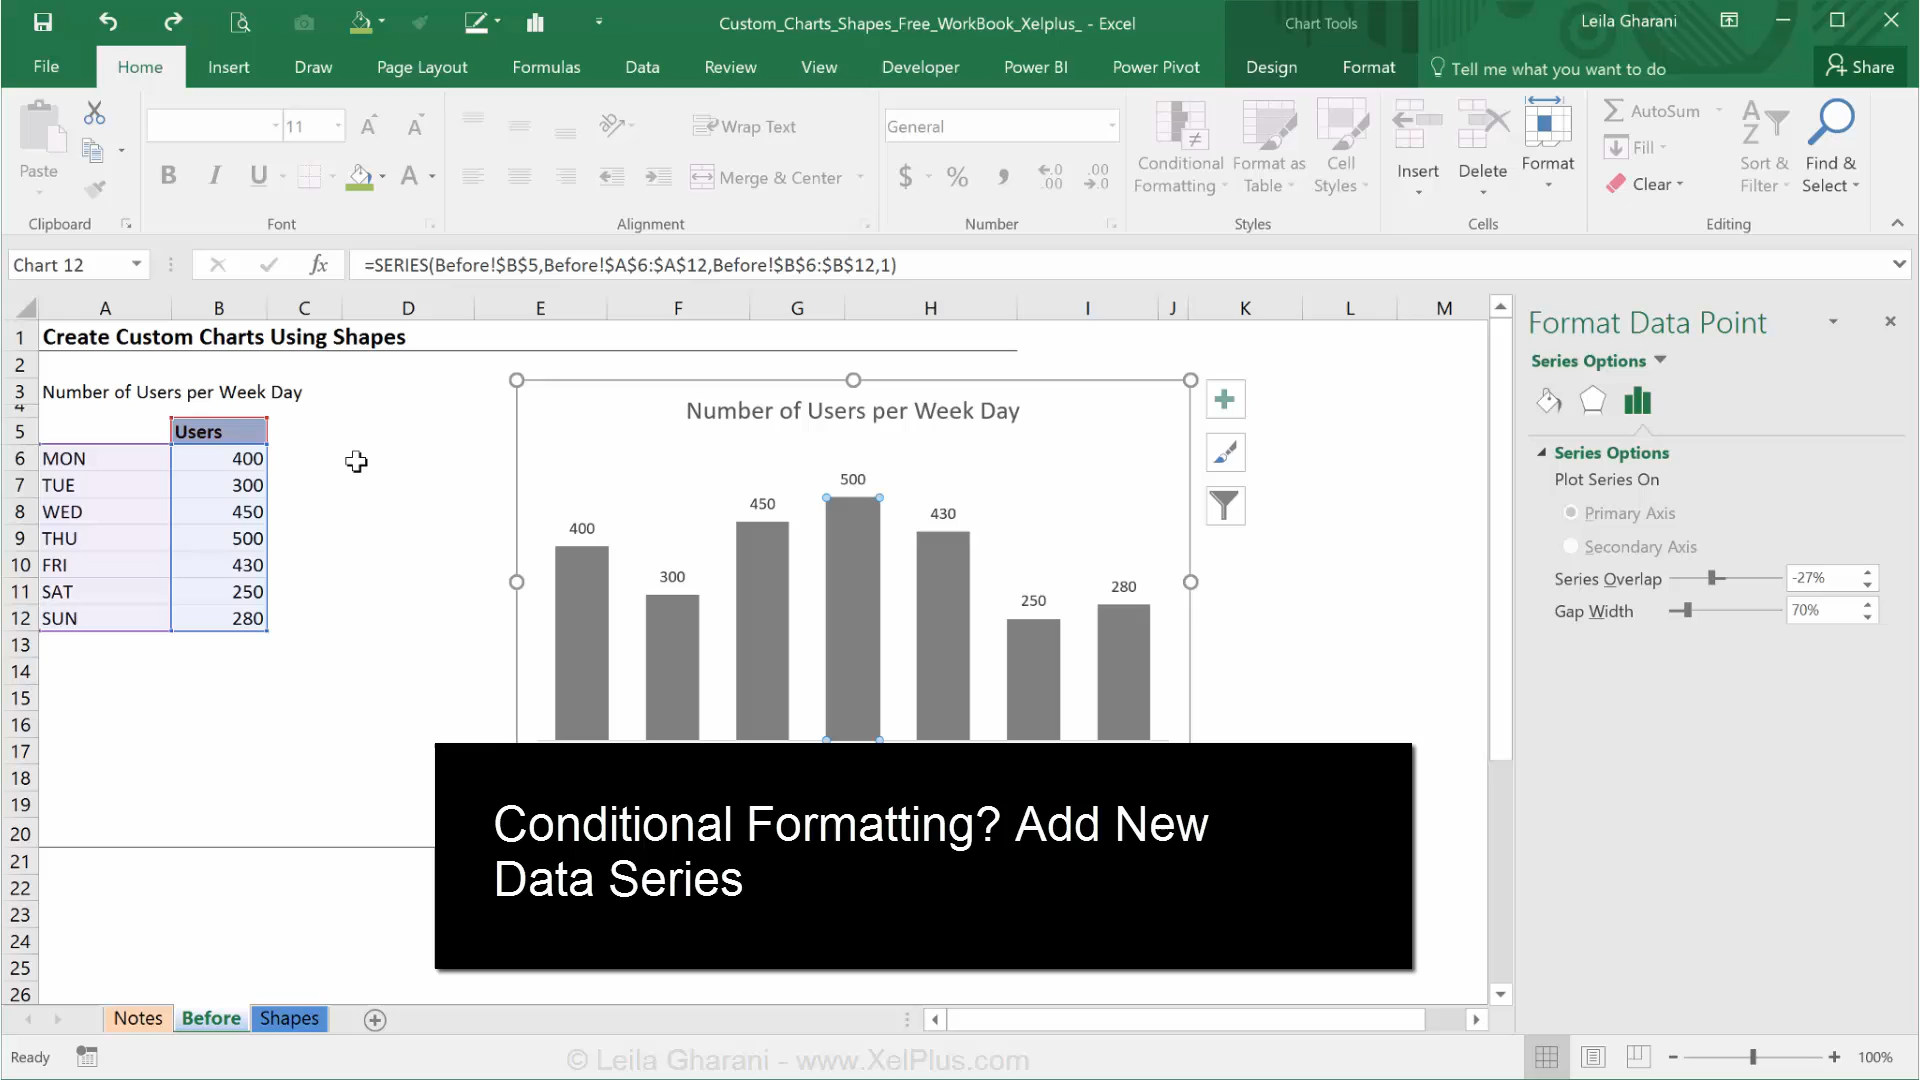 Custom_Charts_Shapes_Free_WorkBook_Xelplus_ - Excel
Chart Tools
Leila Gharani
File Home Insert Draw Page Layout Formulas Data Review View Developer Power BI Power Pivot Design Format Tell me what you want to do Share
11
Wrap Text
General
AutoSum
Paste
Conditional Formatting
Format as Table
Cell Styles
Insert
Delete
Format
Fill
Clear
Sort & Filter
Find & Select
B I U
Merge & Center
$ %
Clipboard Font Alignment Number Styles Cells Editing
Chart 12
fx
=SERIES(Before!$B$5,Before!$A$6:$A$12,Before!$B$6:$B$12,1)
A B C D E F G H I J K L M
1 Create Custom Charts Using Shapes
2
3 Number of Users per Week Day
4
5 Users
6 MON 400
7 TUE 300
8 WED 450
9 THU 500
10 FRI 430
11 SAT 250
12 SUN 280
13
14
15
16
17
18
19
20
21
22
23
24
25
26
Number of Users per Week Day
400
300
450
500
430
250
280
Conditional Formatting? Add New
Data Series
Format Data Point
Series Options
Series Options
Plot Series On
Primary Axis
Secondary Axis
Series Overlap -27%
Gap Width 70%
Notes Before Shapes
Ready
© Leila Gharani - www.XelPlus.com
100%